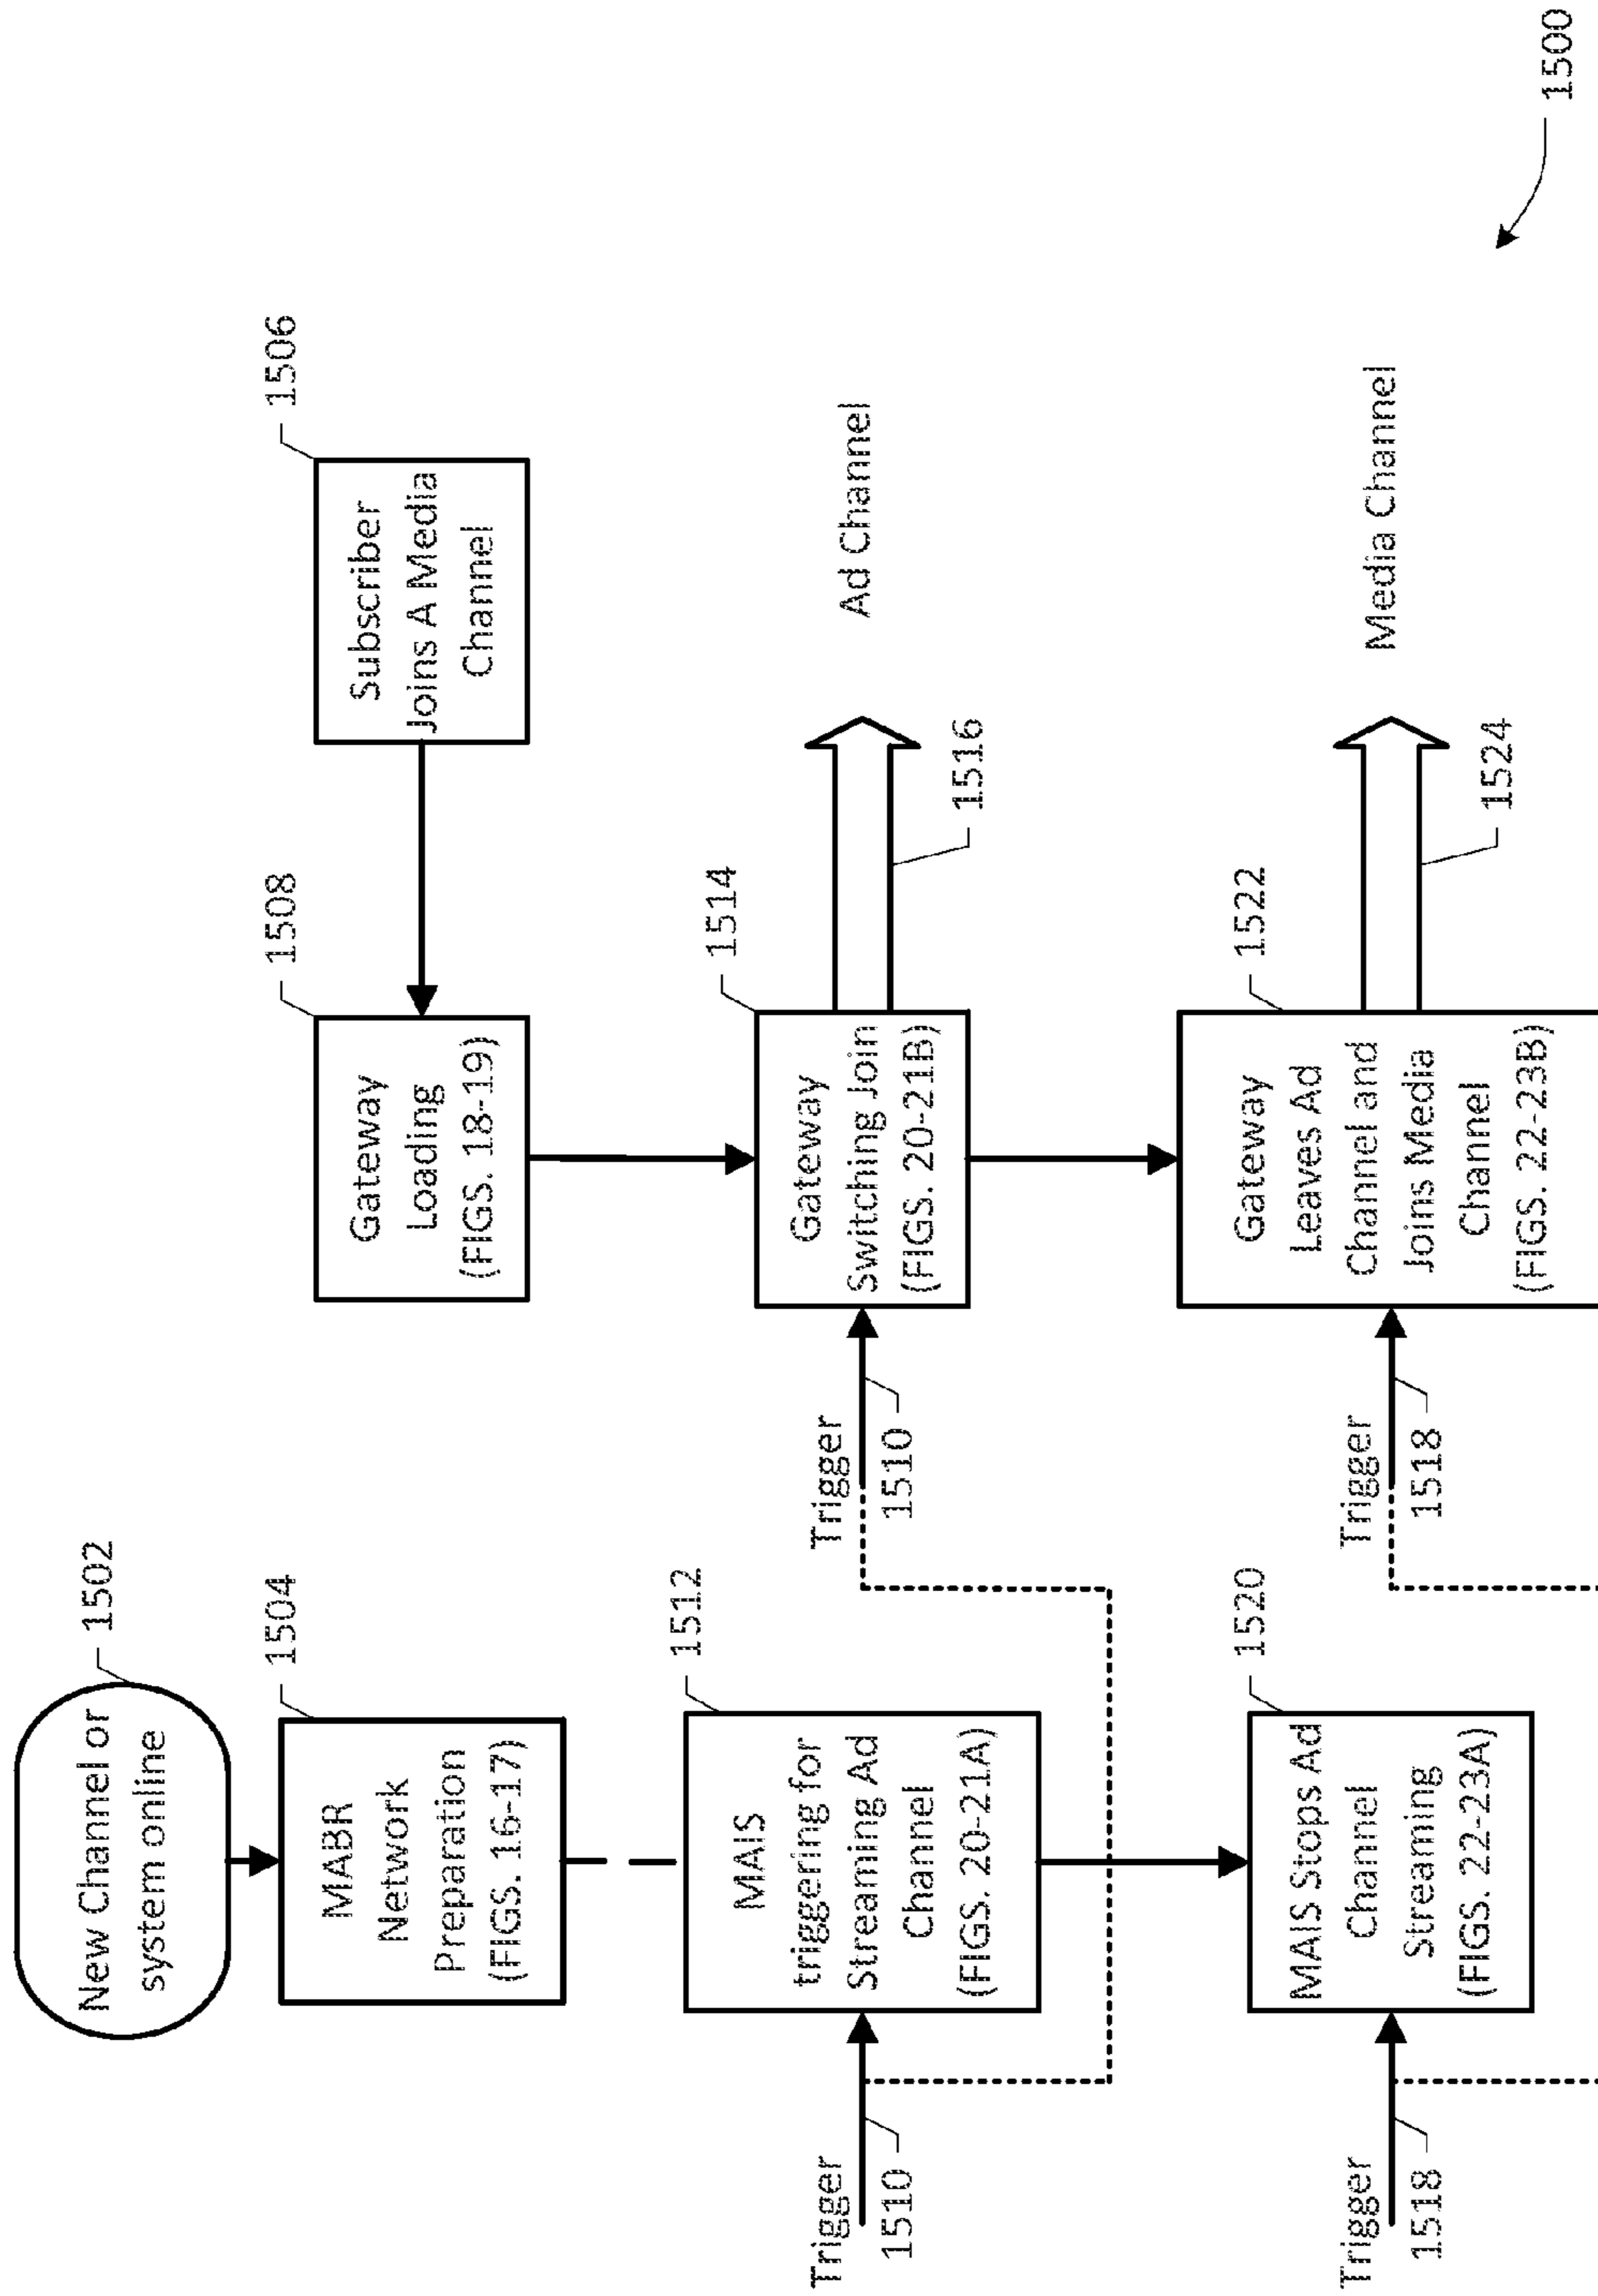 New Channel or
system online
1502
MABR
Network
Preparation
(FIGS. 16-17)
1504
Gateway
Loading
(FIGS. 18-19)
1508
Subscriber
Joins A Media
Channel
1506
Trigger
1510
MAIS
triggering for
Streaming Ad
Channel
(FIGS. 20-21A)
1512
Trigger
1510
Gateway
Switching Join
(FIGS. 20-21B)
1514
1516
Ad Channel
Trigger
1518
MAIS Stops Ad
Channel
Streaming
(FIGS. 22-23A)
1520
Trigger
1518
Gateway
Leaves Ad
Channel and
Joins Media
Channel
(FIGS. 22-23B)
1522
1524
Media Channel
1500